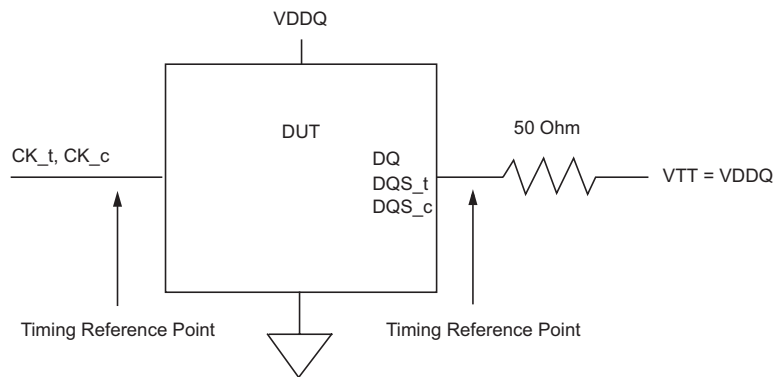 VDDQ
DUT
50 Ohm
CK_t, CK_c
DQ
DQS_t
DQS_c
VTT = VDDQ
Timing Reference Point
Timing Reference Point